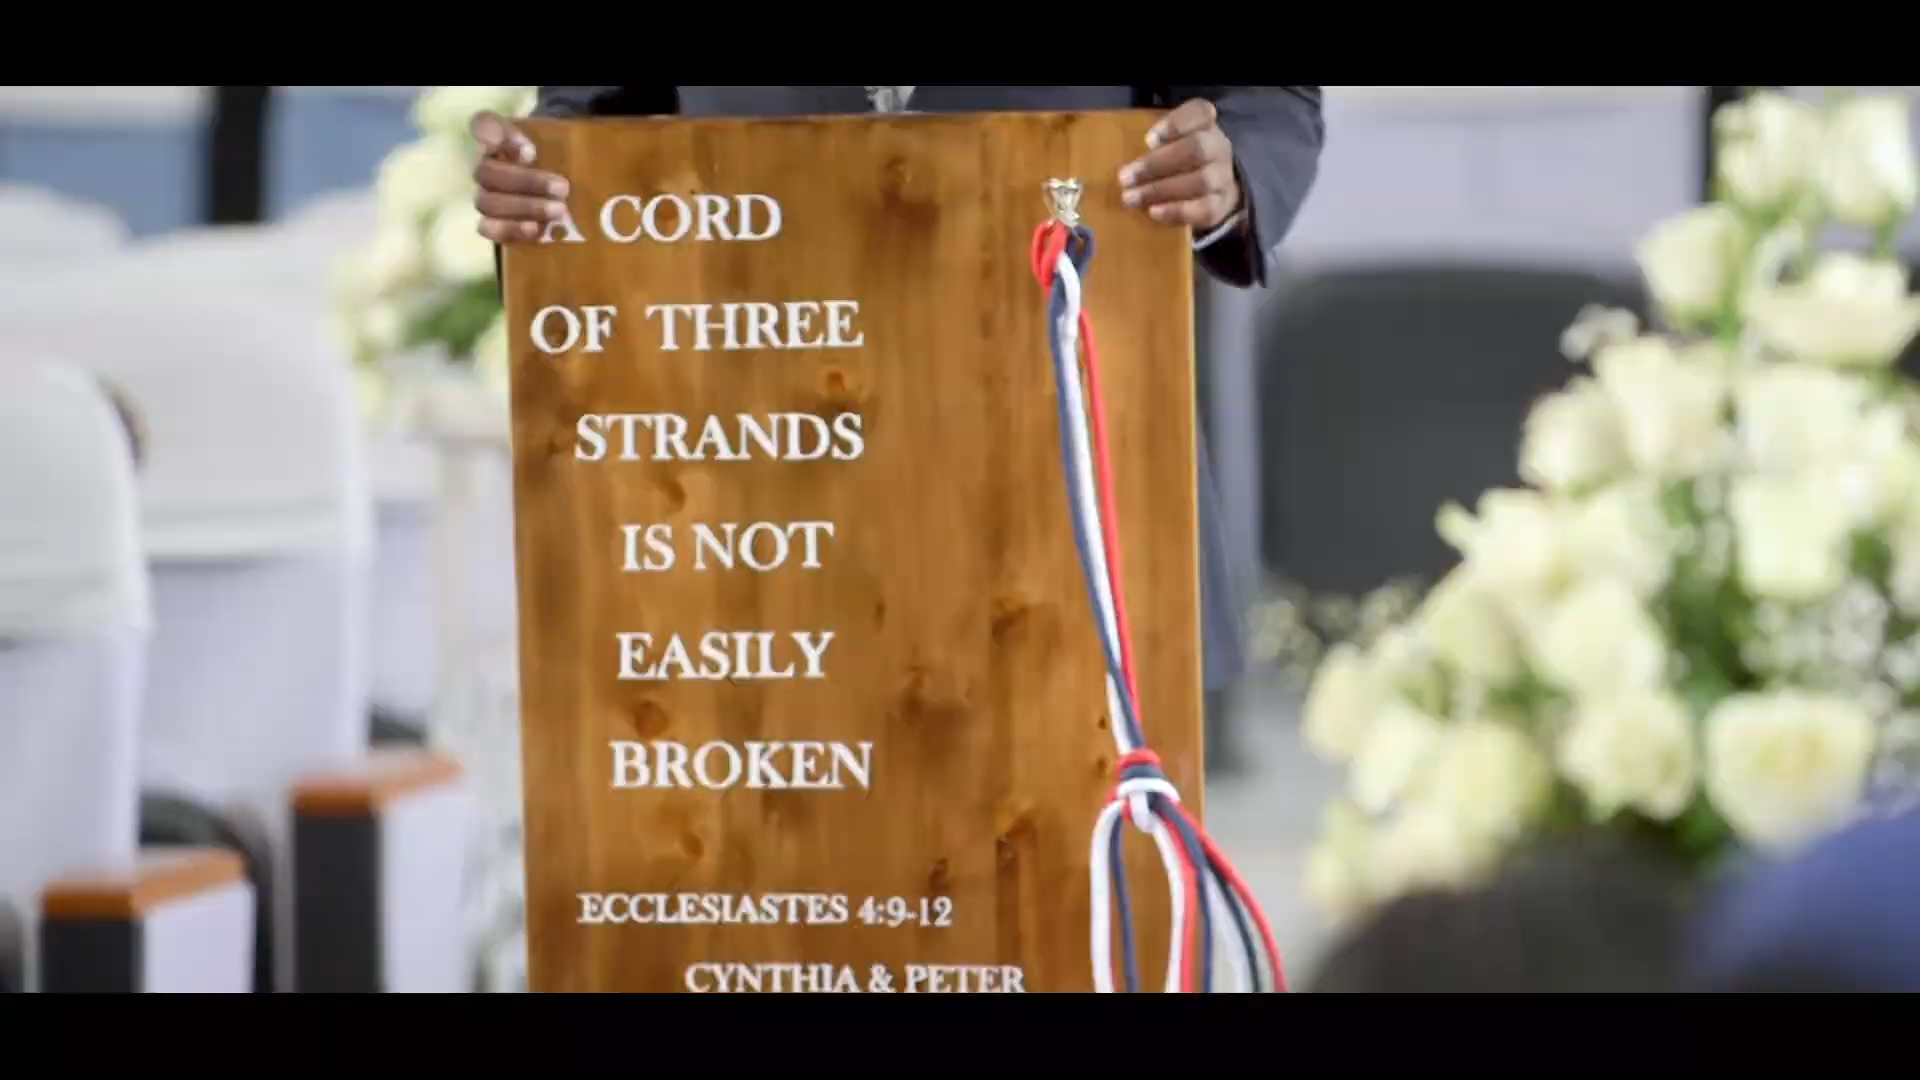 A CORD
OF THREE
STRANDS
IS NOT
EASILY
BROKEN
ECCLESIASTES 4:9-12
CYNTHIA & PETER